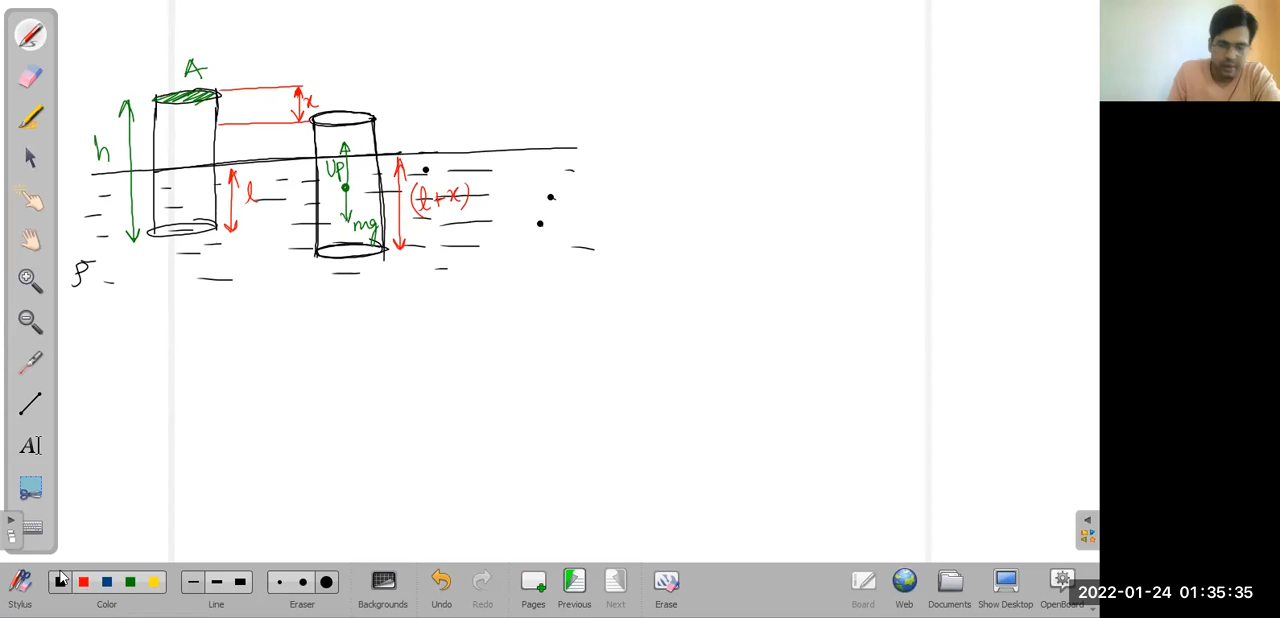 A
x
h
UP
l
(l+x)
mg
ρ
A
Stylus
Color
Line
Eraser
Backgrounds
Undo
Redo
Pages
Previous
Next
Erase
Board
Web
Documents
Show Desktop
OpenBoard
2022-01-24 01:35:35